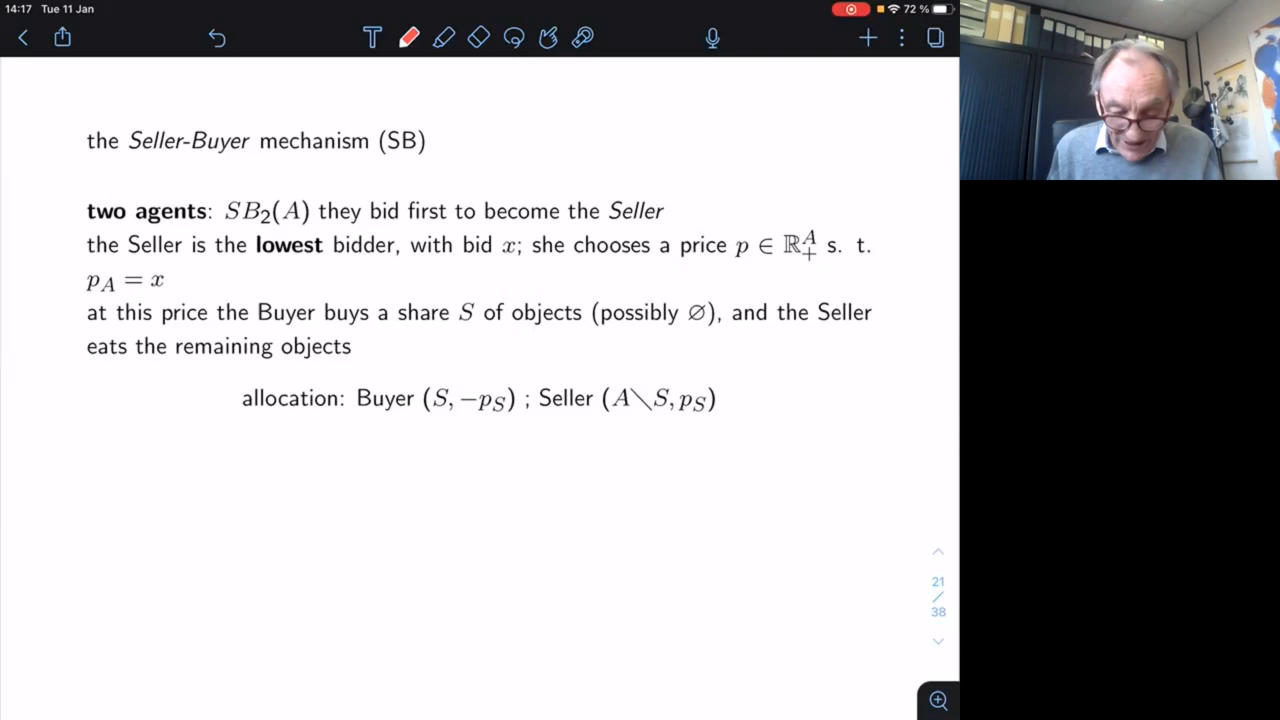 14:17 Tue 11 Jan
72 %
the Seller-Buyer mechanism (SB)
two agents: SB₂(A) they bid first to become the Seller
the Seller is the lowest bidder, with bid x; she chooses a price p ∈ ℝ₊ᴬ s. t.
p_A = x
at this price the Buyer buys a share S of objects (possibly ∅), and the Seller
eats the remaining objects
allocation: Buyer (S, −p_S) ; Seller (A∖S, p_S)
21
/
38